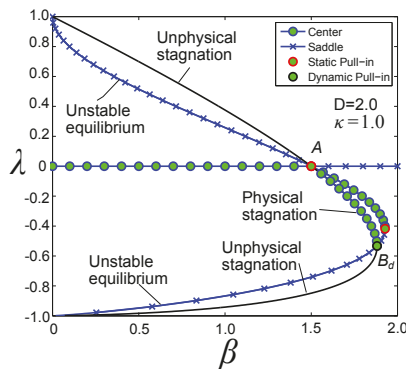 1.0
0.8
0.6
0.4
0.2
0
-0.2
-0.4
-0.6
-0.8
-1.0
λ
0
0.5
1.0
1.5
2.0
β
Unphysical
stagnation
Unstable
equilibrium
Center
Saddle
Static Pull-in
Dynamic Pull-in
D=2.0
κ=1.0
A
Physical
stagnation
Unphysical
stagnation
Unstable
equilibrium
B_d